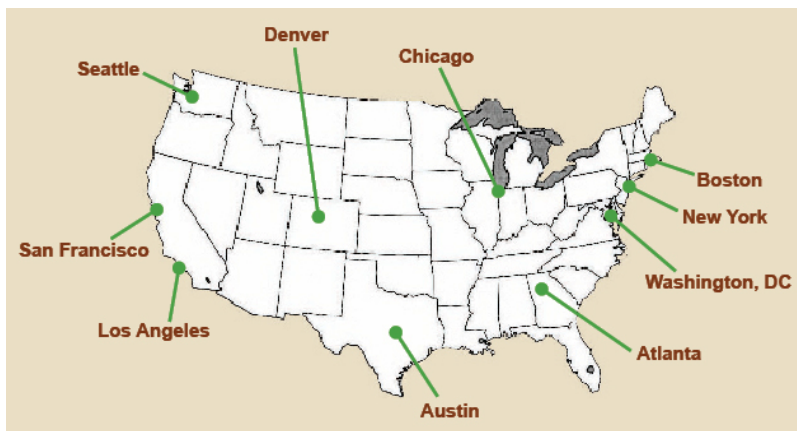 Denver
Seattle
Chicago
Boston
New York
San Francisco
Washington, DC
Los Angeles
Atlanta
Austin